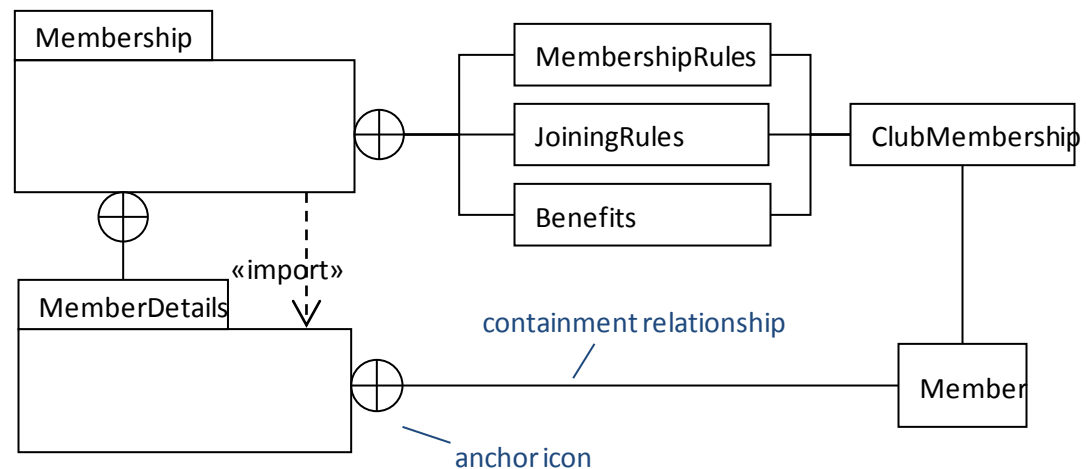 Membership
MembershipRules
JoiningRules
ClubMembership
Benefits
«import»
MemberDetails
containment relationship
Member
anchor icon